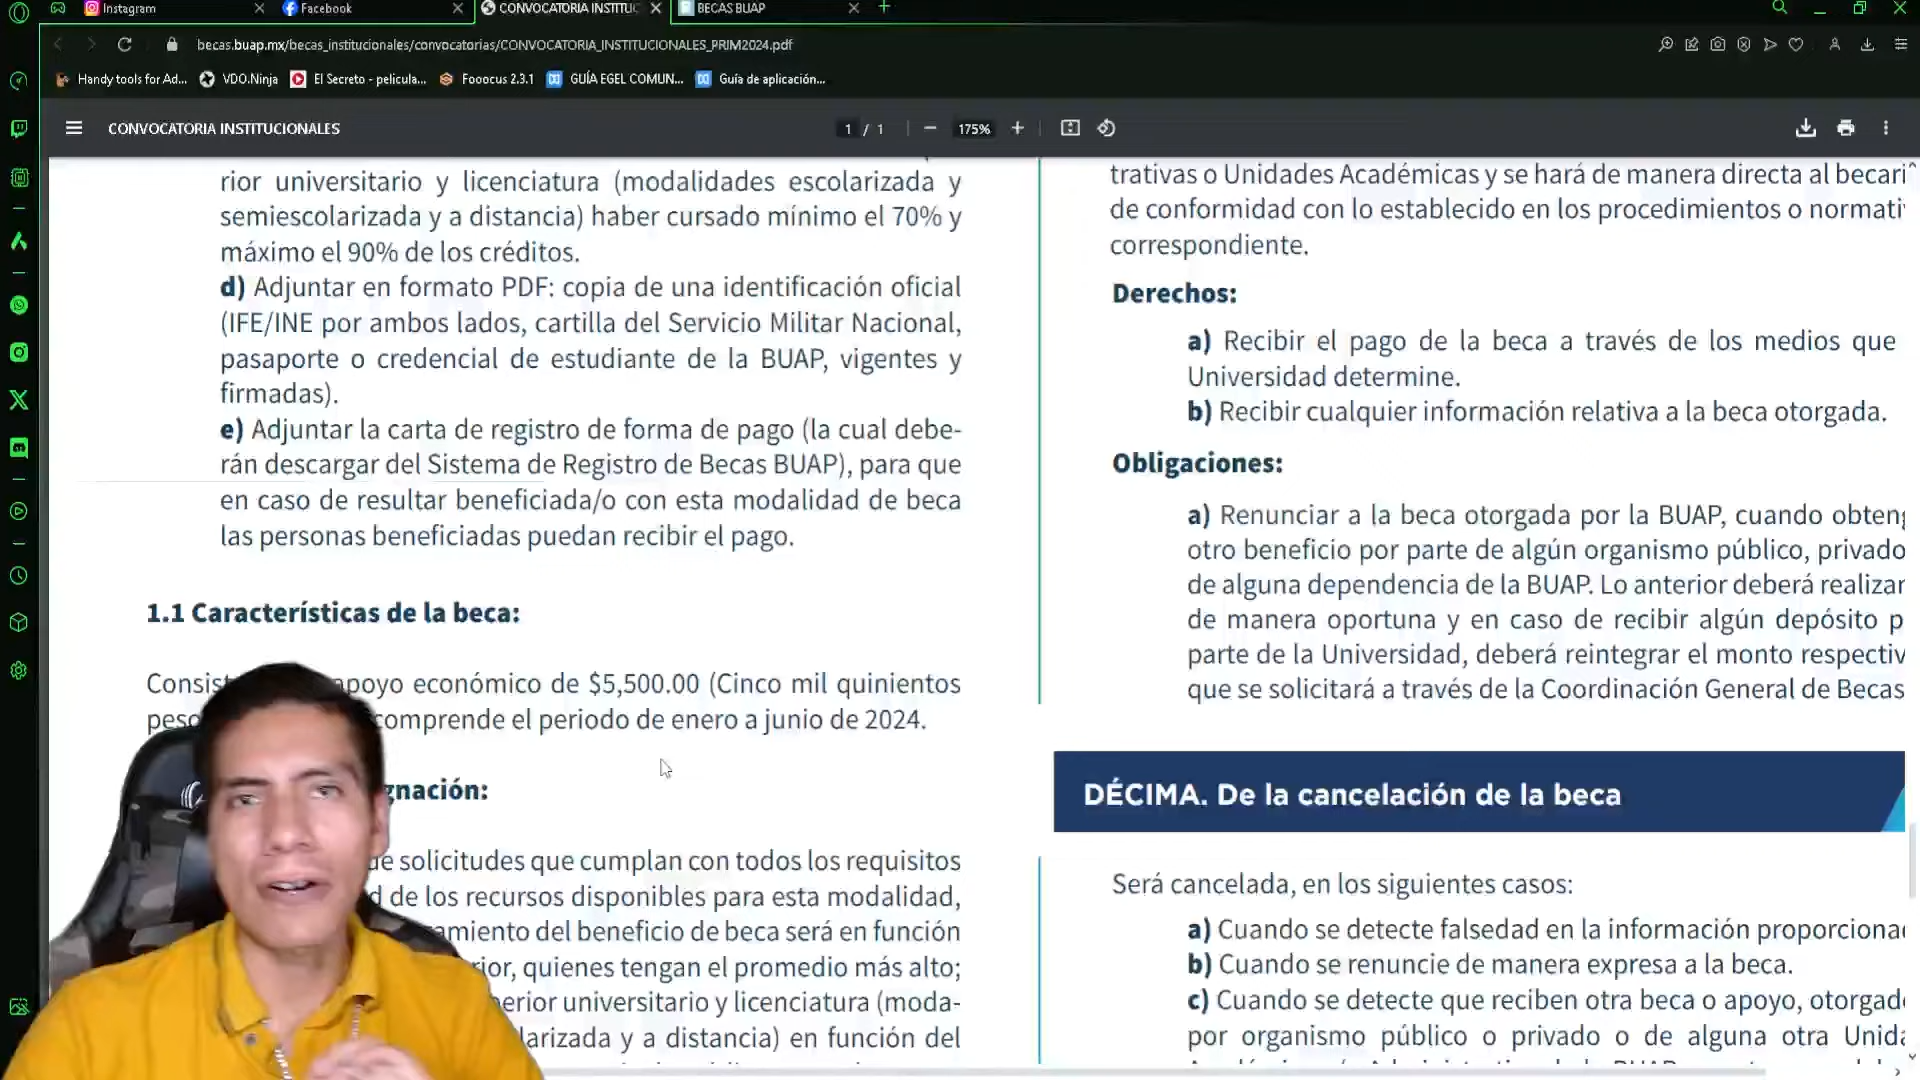 Instagram
Facebook
CONVOCATORIA INSTITUC
BECAS BUAP
becas.buap.mx/becas_institucionales/convocatorias/CONVOCATORIA_INSTITUCIONALES_PRIM2024.pdf
Handy tools for Ad...
VDO.Ninja
El Secreto - pelicula...
Fooocus 2.3.1
GUÍA EGEL COMUN...
Guía de aplicación...
CONVOCATORIA INSTITUCIONALES
1 / 1
175%
rior universitario y licenciatura (modalidades escolarizada y
semiescolarizada y a distancia) haber cursado mínimo el 70% y
máximo el 90% de los créditos.
d) Adjuntar en formato PDF: copia de una identificación oficial
(IFE/INE por ambos lados, cartilla del Servicio Militar Nacional,
pasaporte o credencial de estudiante de la BUAP, vigentes y
firmadas).
e) Adjuntar la carta de registro de forma de pago (la cual debe-
rán descargar del Sistema de Registro de Becas BUAP), para que
en caso de resultar beneficiada/o con esta modalidad de beca
las personas beneficiadas puedan recibir el pago.
1.1 Características de la beca:
Consist apoyo económico de $5,500.00 (Cinco mil quinientos
peso comprende el periodo de enero a junio de 2024.
gnación:
de solicitudes que cumplan con todos los requisitos
d de los recursos disponibles para esta modalidad,
amiento del beneficio de beca será en función
rior, quienes tengan el promedio más alto;
erior universitario y licenciatura (moda-
larizada y a distancia) en función del
trativas o Unidades Académicas y se hará de manera directa al becari
de conformidad con lo establecido en los procedimientos o normati
correspondiente.
Derechos:
a) Recibir el pago de la beca a través de los medios que
Universidad determine.
b) Recibir cualquier información relativa a la beca otorgada.
Obligaciones:
a) Renunciar a la beca otorgada por la BUAP, cuando obteng
otro beneficio por parte de algún organismo público, privado
de alguna dependencia de la BUAP. Lo anterior deberá realizar
de manera oportuna y en caso de recibir algún depósito p
parte de la Universidad, deberá reintegrar el monto respectiv
que se solicitará a través de la Coordinación General de Becas
DÉCIMA. De la cancelación de la beca
Será cancelada, en los siguientes casos:
a) Cuando se detecte falsedad en la información proporciona
b) Cuando se renuncie de manera expresa a la beca.
c) Cuando se detecte que reciben otra beca o apoyo, otorgad
por organismo público o privado o de alguna otra Unida